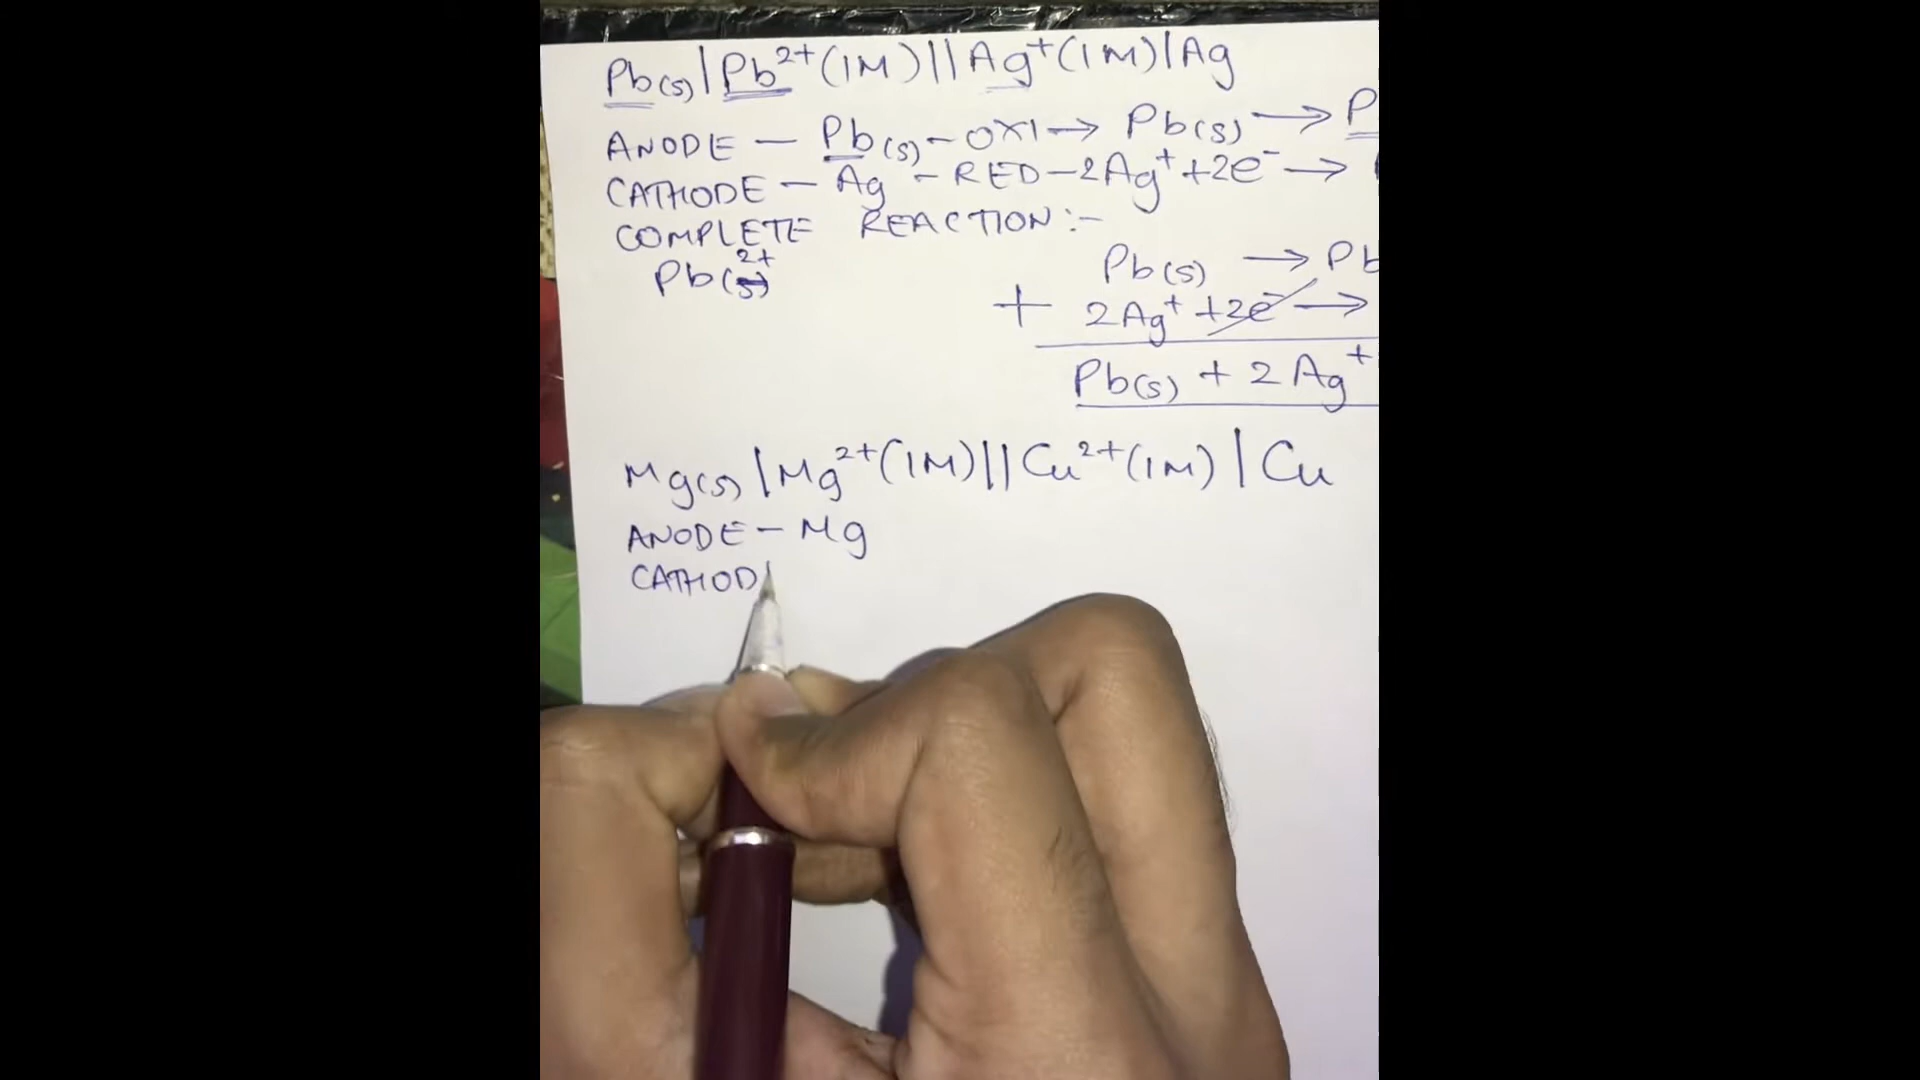 Pb(s)|Pb²⁺(1M)||Ag⁺(1M)|Ag
ANODE — Pb(s) - OXI → Pb(s) → P
CATHODE — Ag - RED - 2Ag⁺ + 2e⁻ →
COMPLETE REACTION :-
Pb(s) 2+
Pb(s) → Pb
+ 2Ag⁺ + 2e⁻ →
Pb(s) + 2Ag⁺
Mg(s)|Mg²⁺(1M)||Cu²⁺(1M)|Cu
ANODE — Mg
CATHOD